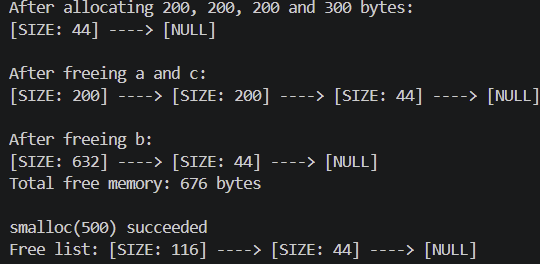 After allocating 200, 200, 200 and 300 bytes:
[SIZE: 44] ----> [NULL]
After freeing a and c:
[SIZE: 200] ----> [SIZE: 200] ----> [SIZE: 44] ----> [NULL]
After freeing b:
[SIZE: 632] ----> [SIZE: 44] ----> [NULL]
Total free memory: 676 bytes
smalloc(500) succeeded
Free list: [SIZE: 116] ----> [SIZE: 44] ----> [NULL]